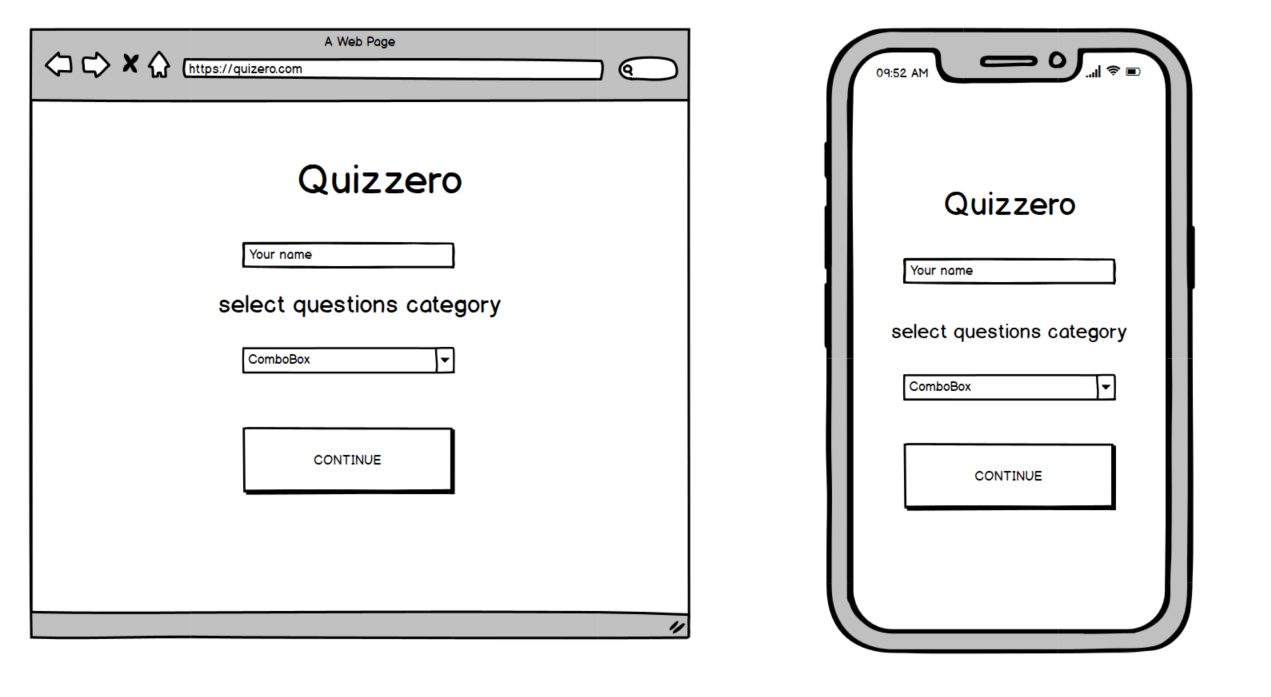 A Web Page
https://quizero.com
Quizzero
Your name
select questions category
ComboBox
CONTINUE
09:52 AM
Quizzero
Your name
select questions category
ComboBox
CONTINUE